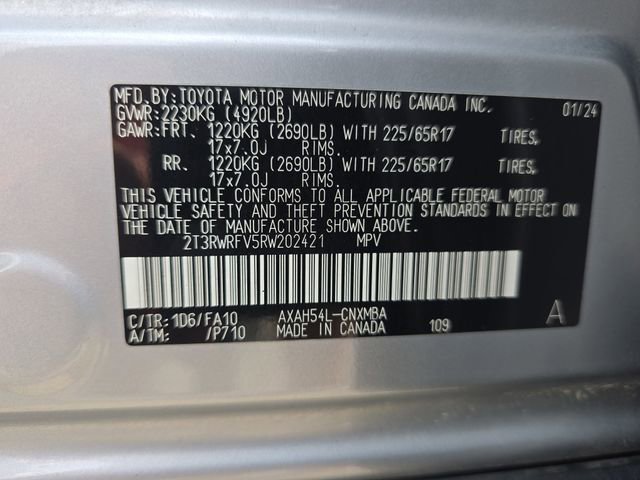 MFD.BY:TOYOTA MOTOR MANUFACTURING CANADA INC. 01/24
GVWR:2230KG (4920LB)
GAWR:FRT. 1220KG (2690LB) WITH 225/65R17 TIRES,
17x7.0J RIMS.
RR. 1220KG (2690LB) WITH 225/65R17 TIRES,
17x7.0J RIMS.
THIS VEHICLE CONFORMS TO ALL APPLICABLE FEDERAL MOTOR
VEHICLE SAFETY AND THEFT PREVENTION STANDARDS IN EFFECT ON
THE DATE OF MANUFACTURE SHOWN ABOVE.
2T3RWRFV5RW202421 MPV
C/TR:1D6/FA10 AXAH54L-CNXMBA
A/TM: /P710 MADE IN CANADA 109 A